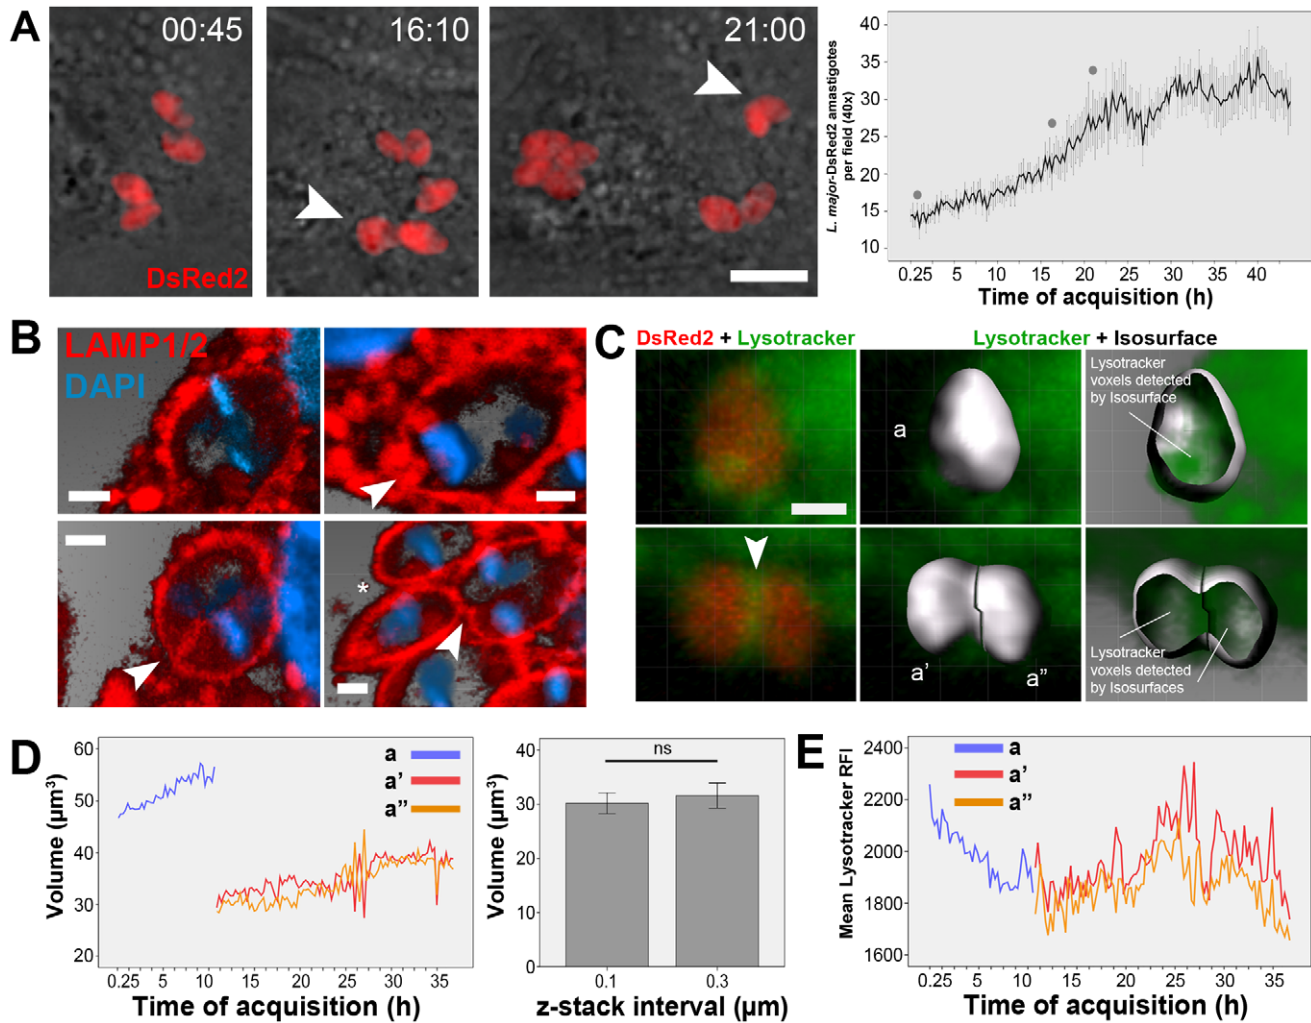 A
00:45
16:10
21:00
DsRed2
L. major-DsRed2 amastigotes
per field (40x)
40
35
30
25
20
15
10
0.25 5 10 15 20 25 30 35 40
Time of acquisition (h)
B
LAMP1/2
DAPI
*
C
DsRed2 + Lysotracker
Lysotracker + Isosurface
a
Lysotracker
voxels detected
by Isosurface
a’
a”
Lysotracker
voxels detected
by Isosurfaces
D
Volume (µm³)
60
50
40
30
20
a
a’
a’’
0.25 5 10 15 20 25 30 35
Time of acquisition (h)
Volume (µm³)
40
30
20
10
0
ns
0.1 0.3
z-stack interval (µm)
E
Mean Lysotracker RFI
2400
2200
2000
1800
1600
a
a’
a’’
0.25 5 10 15 20 25 30 35
Time of acquisition (h)